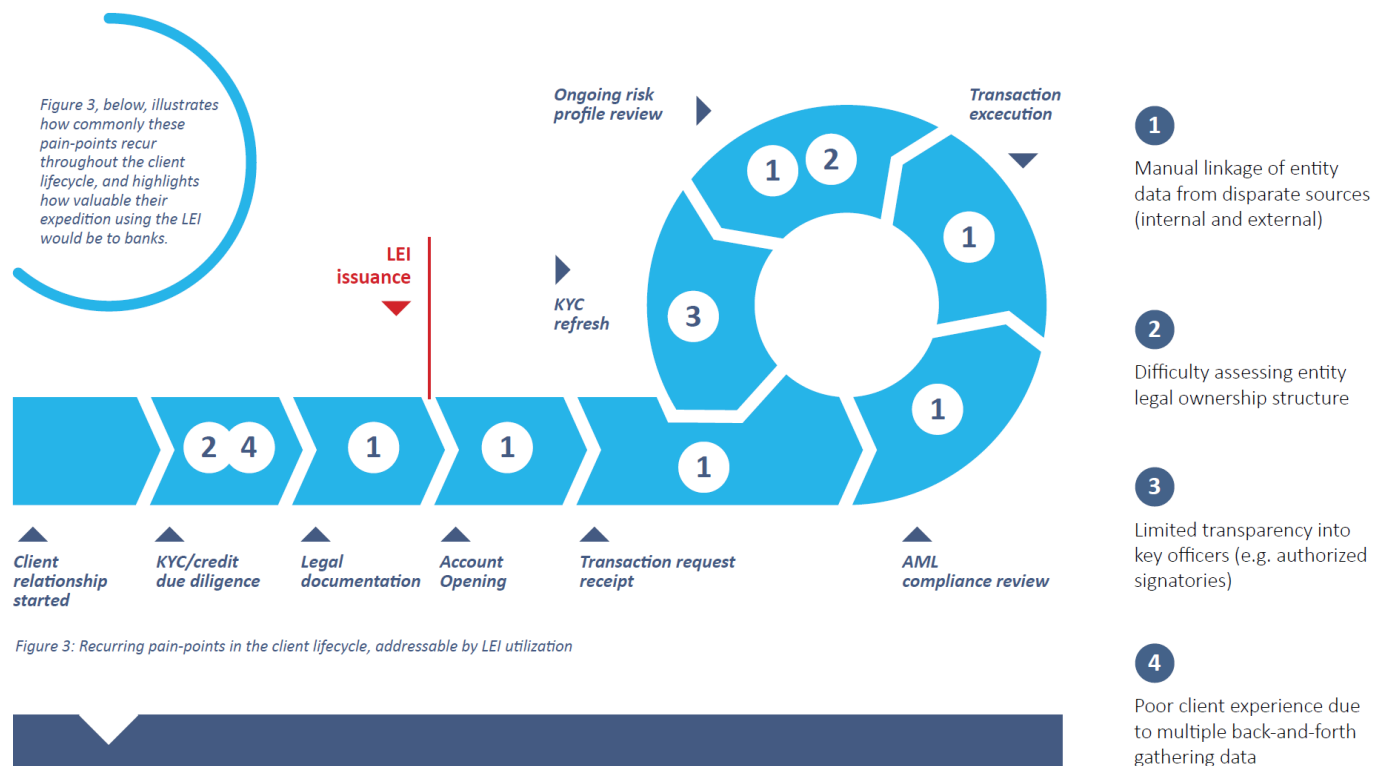 Figure 3, below, illustrates
how commonly these
pain-points recur
throughout the client
lifecycle, and highlights
how valuable their
expedition using the LEI
would be to banks.
Ongoing risk
profile review
Transaction
excecution
LEI
issuance
KYC
refresh
1
2
1
3
1
2
4
1
1
1
Client
relationship
started
KYC/credit
due diligence
Legal
documentation
Account
Opening
Transaction request
receipt
AML
compliance review
Figure 3: Recurring pain-points in the client lifecycle, addressable by LEI utilization
1
Manual linkage of entity
data from disparate sources
(internal and external)
2
Difficulty assessing entity
legal ownership structure
3
Limited transparency into
key officers (e.g. authorized
signatories)
4
Poor client experience due
to multiple back-and-forth
gathering data